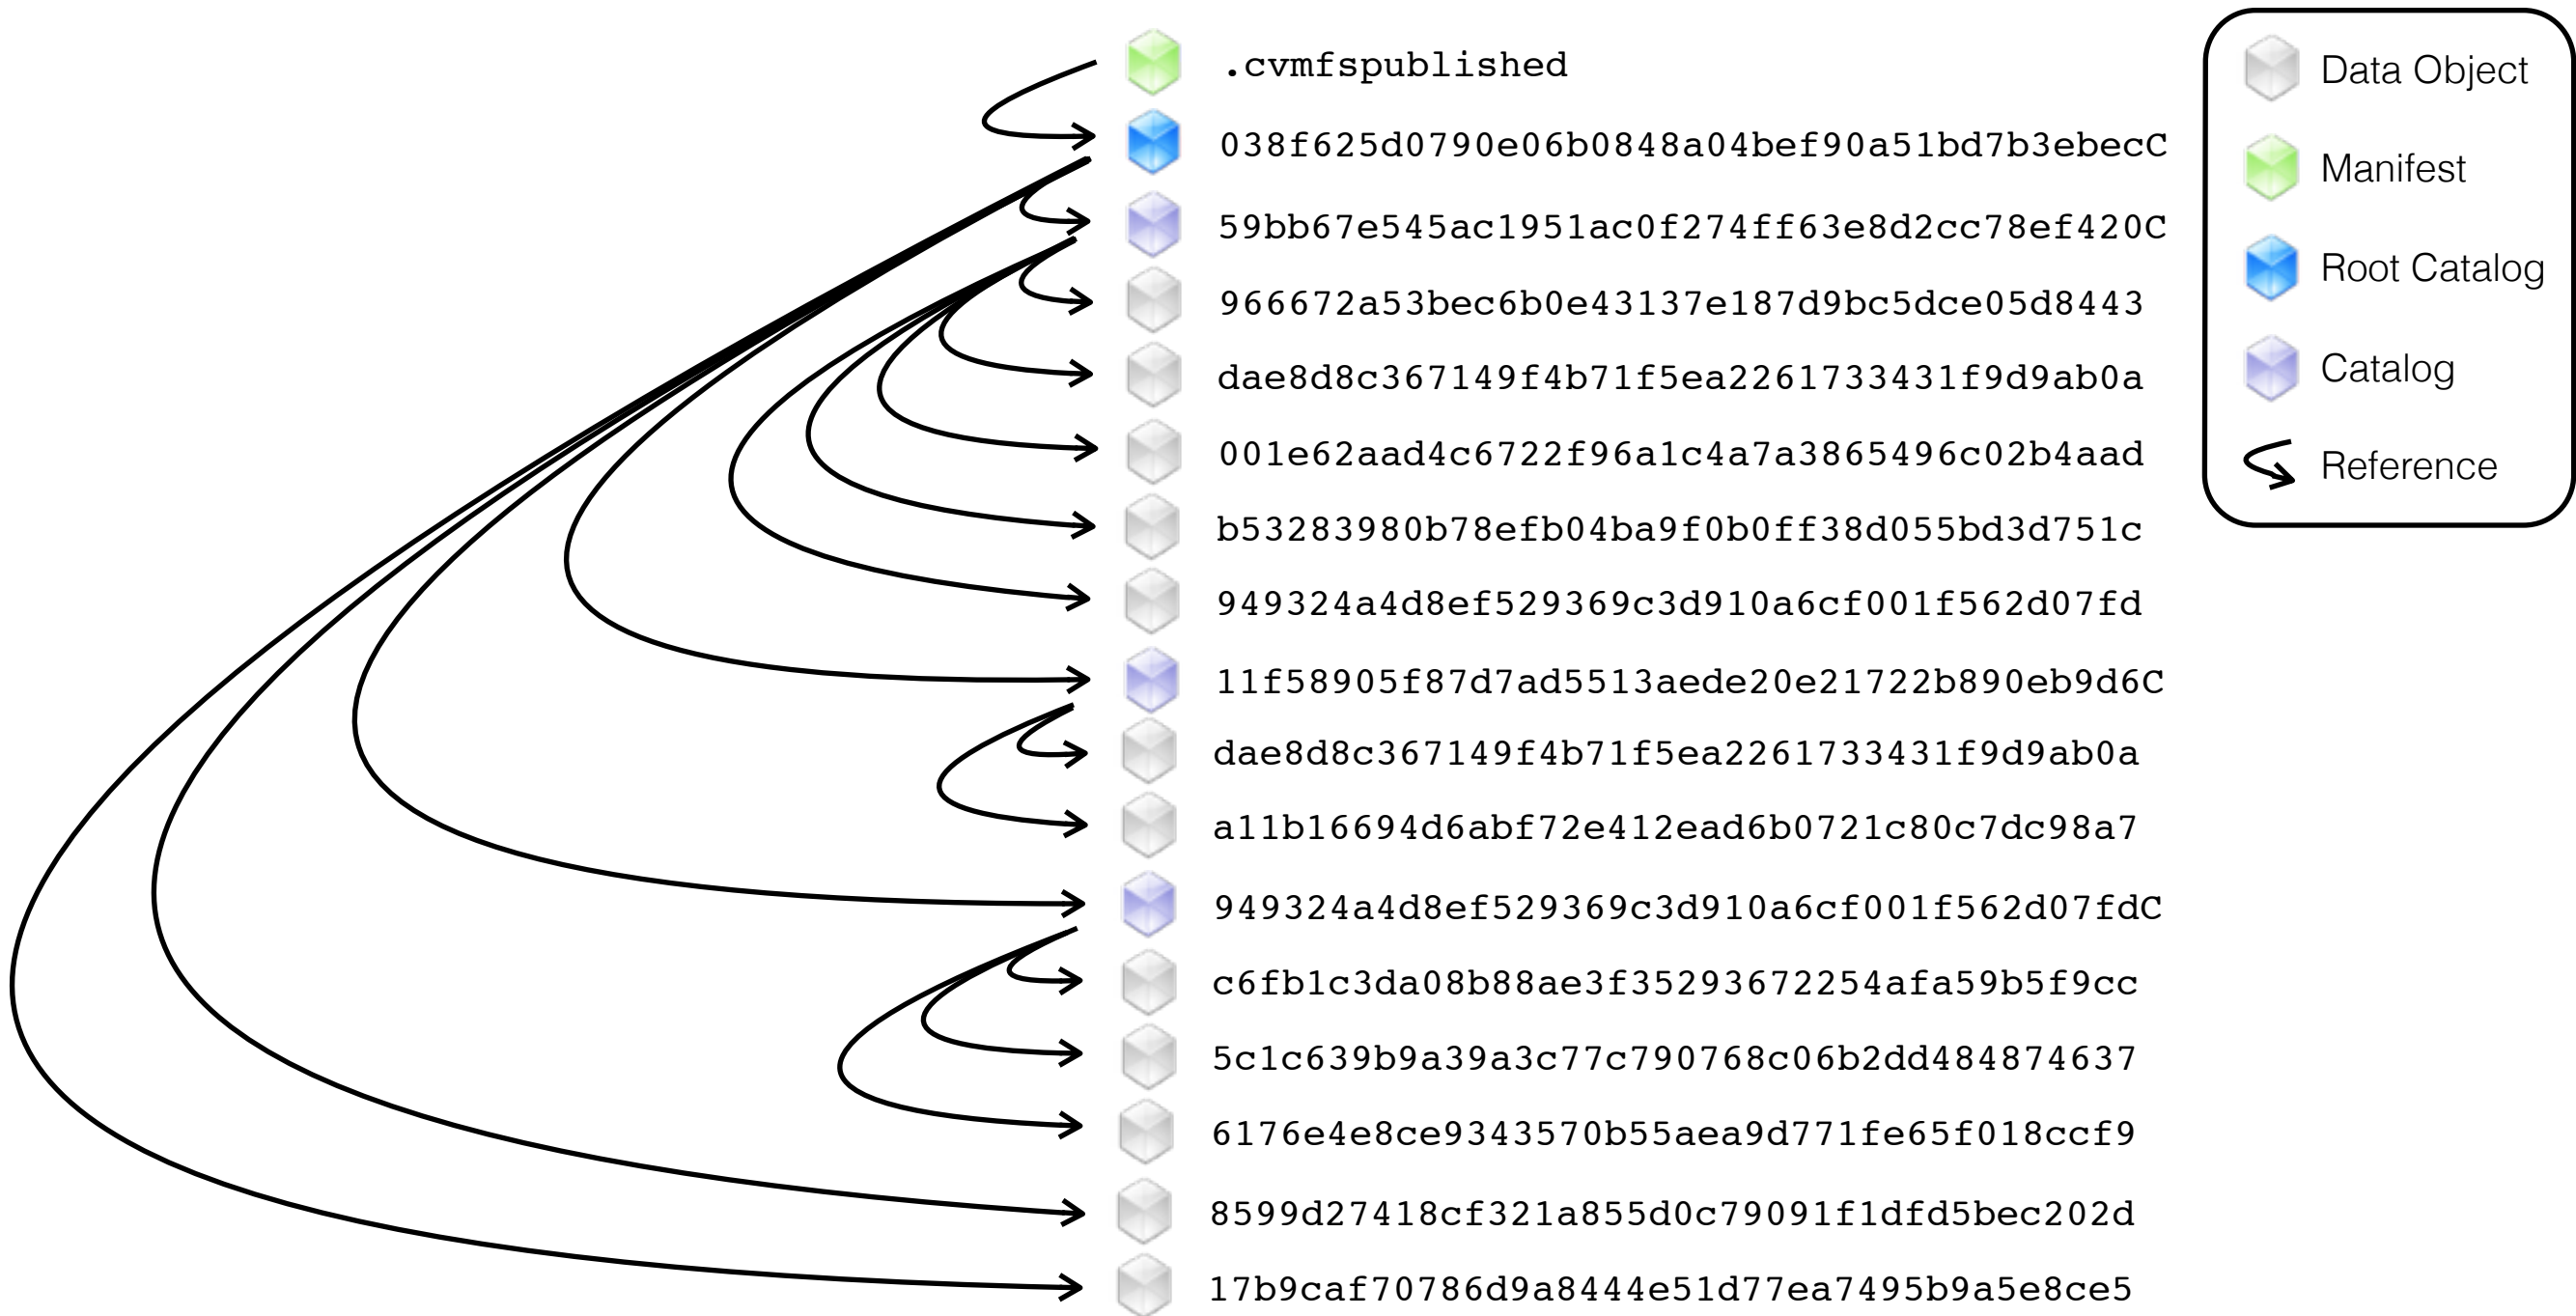 .cvmfspublished
038f625d0790e06b0848a04bef90a51bd7b3ebecC
59bb67e545ac1951ac0f274ff63e8d2cc78ef420C
966672a53bec6b0e43137e187d9bc5dce05d8443
dae8d8c367149f4b71f5ea2261733431f9d9ab0a
001e62aad4c6722f96a1c4a7a3865496c02b4aad
b53283980b78efb04ba9f0b0ff38d055bd3d751c
949324a4d8ef529369c3d910a6cf001f562d07fd
11f58905f87d7ad5513aede20e21722b890eb9d6C
dae8d8c367149f4b71f5ea2261733431f9d9ab0a
a11b16694d6abf72e412ead6b0721c80c7dc98a7
949324a4d8ef529369c3d910a6cf001f562d07fdC
c6fb1c3da08b88ae3f35293672254afa59b5f9cc
5c1c639b9a39a3c77c790768c06b2dd484874637
6176e4e8ce9343570b55aea9d771fe65f018ccf9
8599d27418cf321a855d0c79091f1dfd5bec202d
17b9caf70786d9a8444e51d77ea7495b9a5e8ce5
Data Object
Manifest
Root Catalog
Catalog
Reference